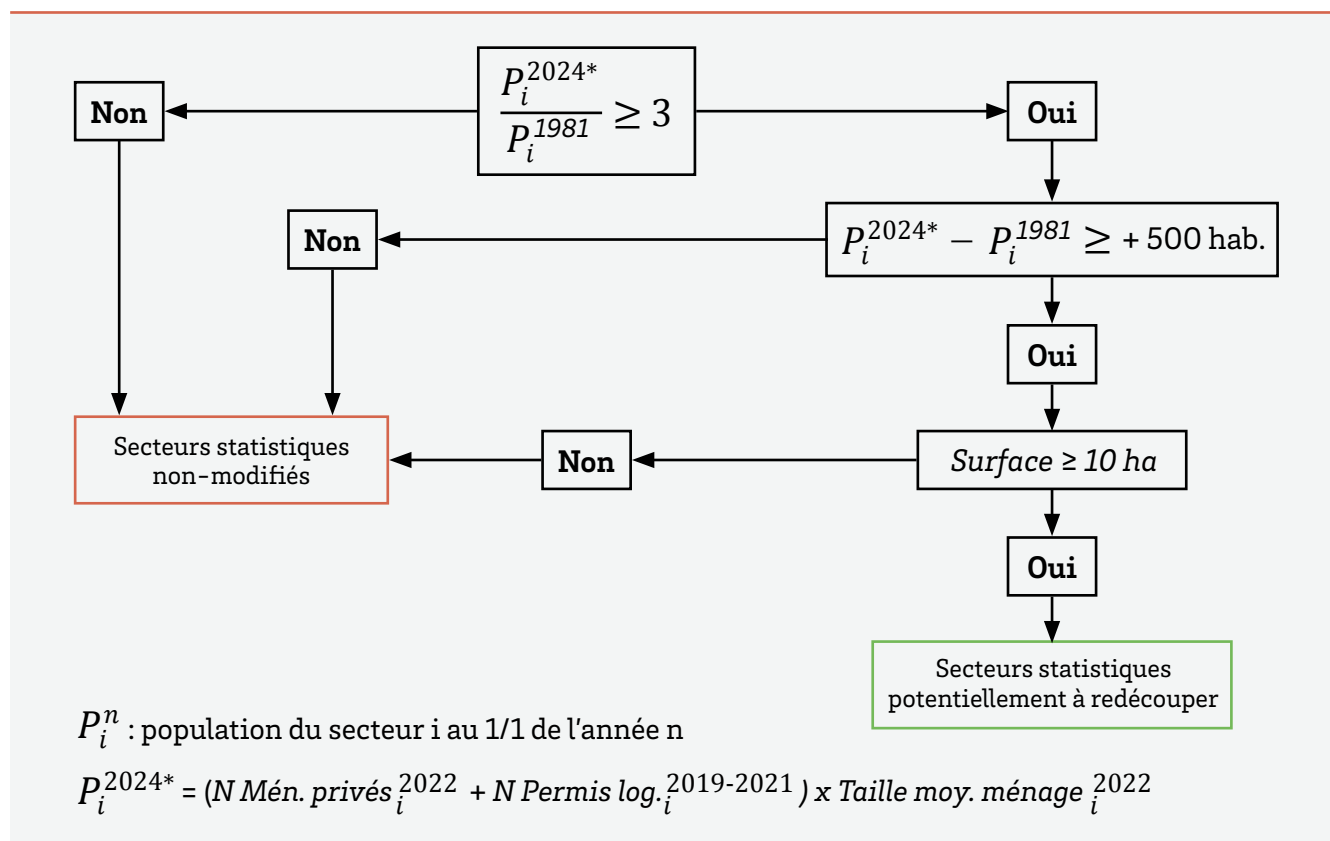 P_i^{2024*} / P_i^{1981} ≥ 3
Non
Oui
Non
P_i^{2024*} − P_i^{1981} ≥ + 500 hab.
Oui
Secteurs statistiques
non-modifiés
Non
Surface ≥ 10 ha
Oui
Secteurs statistiques
potentiellement à redécouper
P_i^n : population du secteur i au 1/1 de l'année n
P_i^{2024*} = (N Mén. privés_i^{2022} + N Permis log._i^{2019-2021}) x Taille moy. ménage_i^{2022}